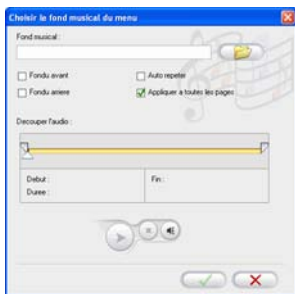 Choisir le fond musical du menu
Fond musical :
Fondu avant
Auto repeter
Fondu arriere
Appliquer a toutes les pages
Decouper l'audio :
Debut :
Fin :
Duree :